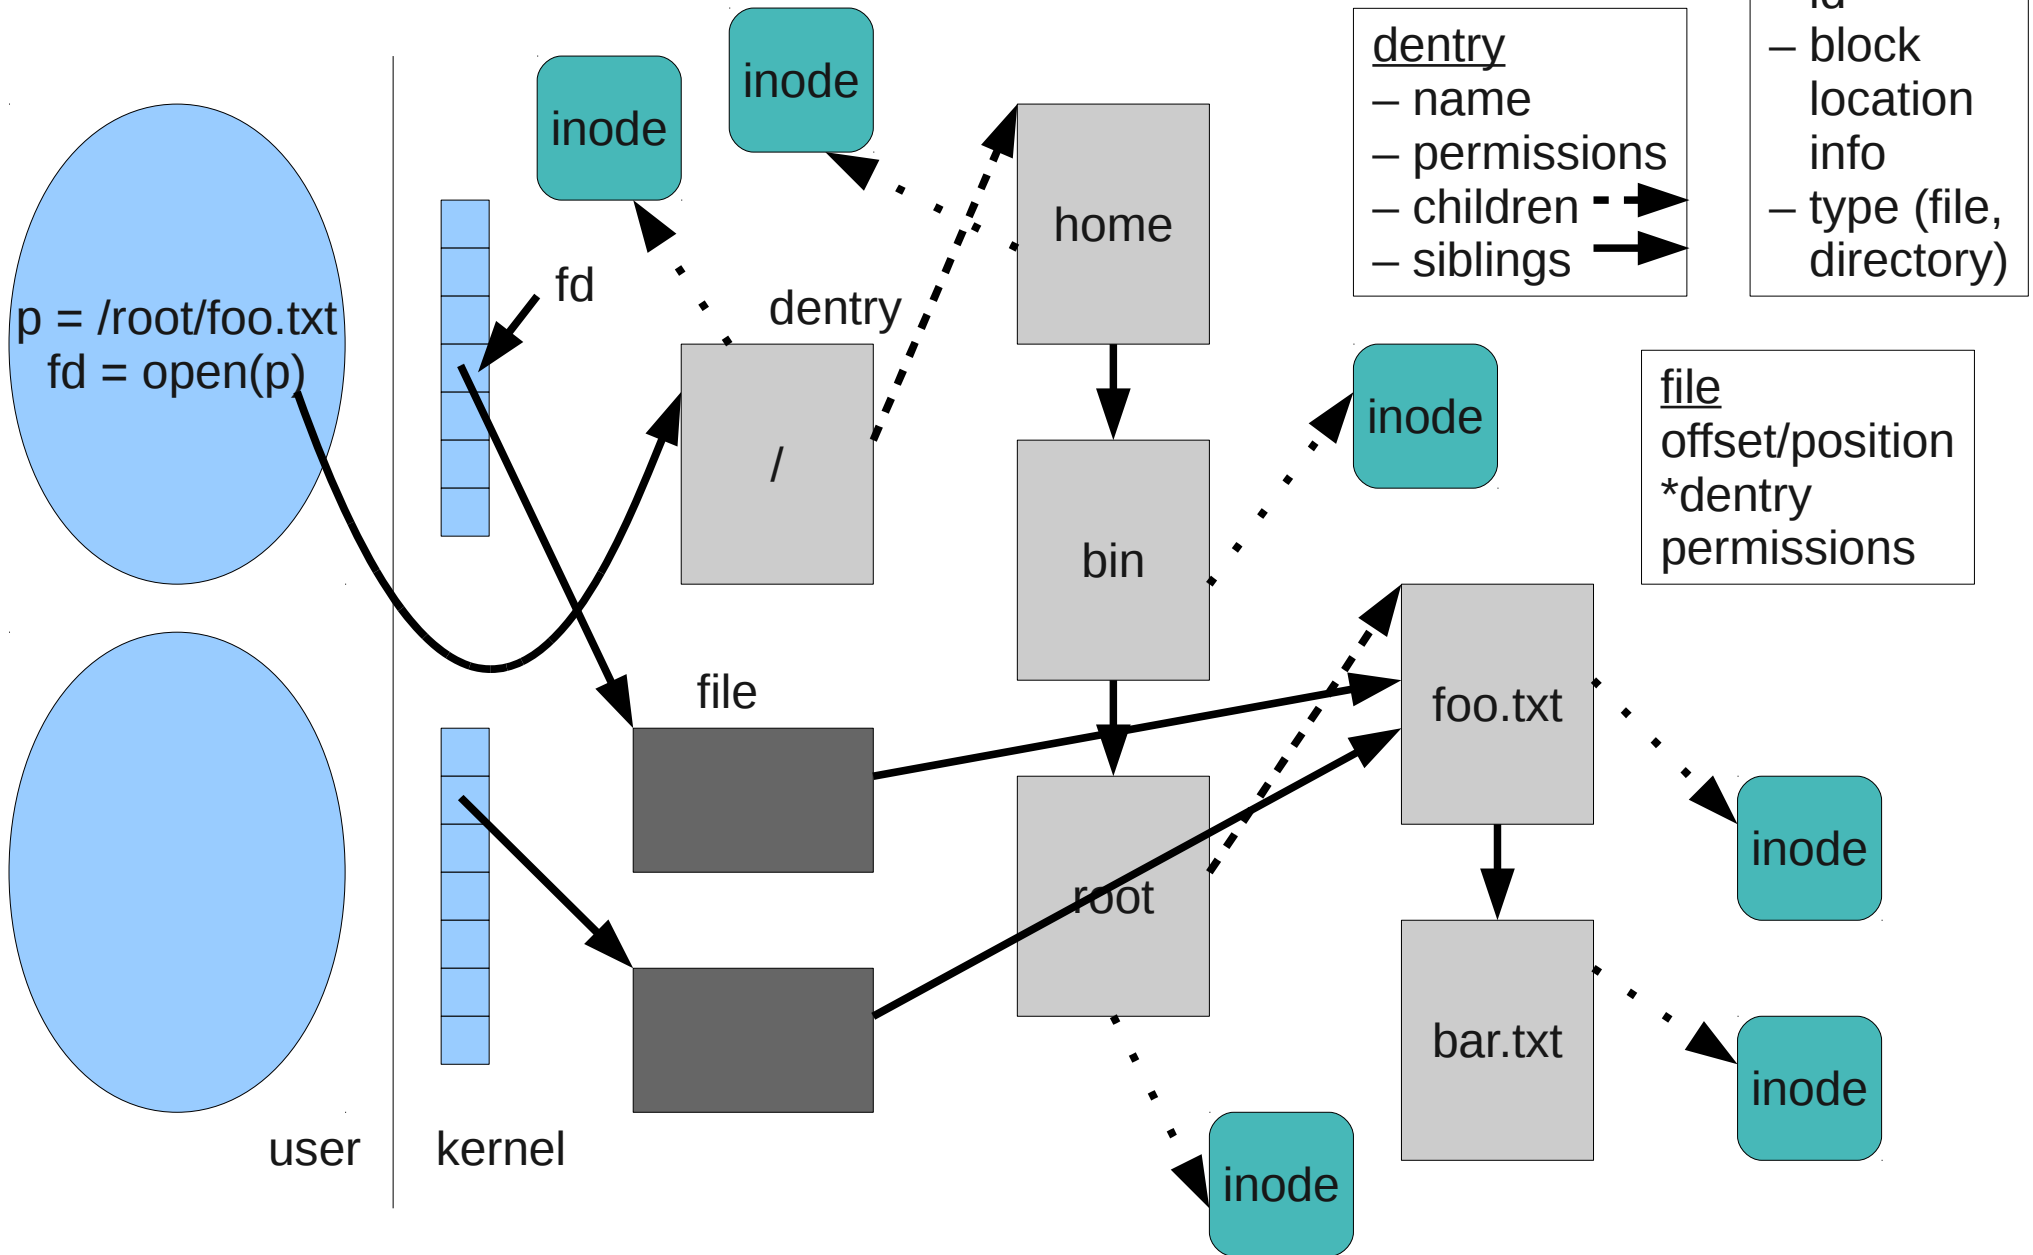 inode
inode
p = /root/foo.txt
fd = open(p)
fd
dentry
/
home
bin
root
file
inode
foo.txt
bar.txt
inode
inode
inode
user
kernel
dentry
– name
– permissions
– children
– siblings
– block
location
info
– type (file,
directory)
file
offset/position
*dentry
permissions